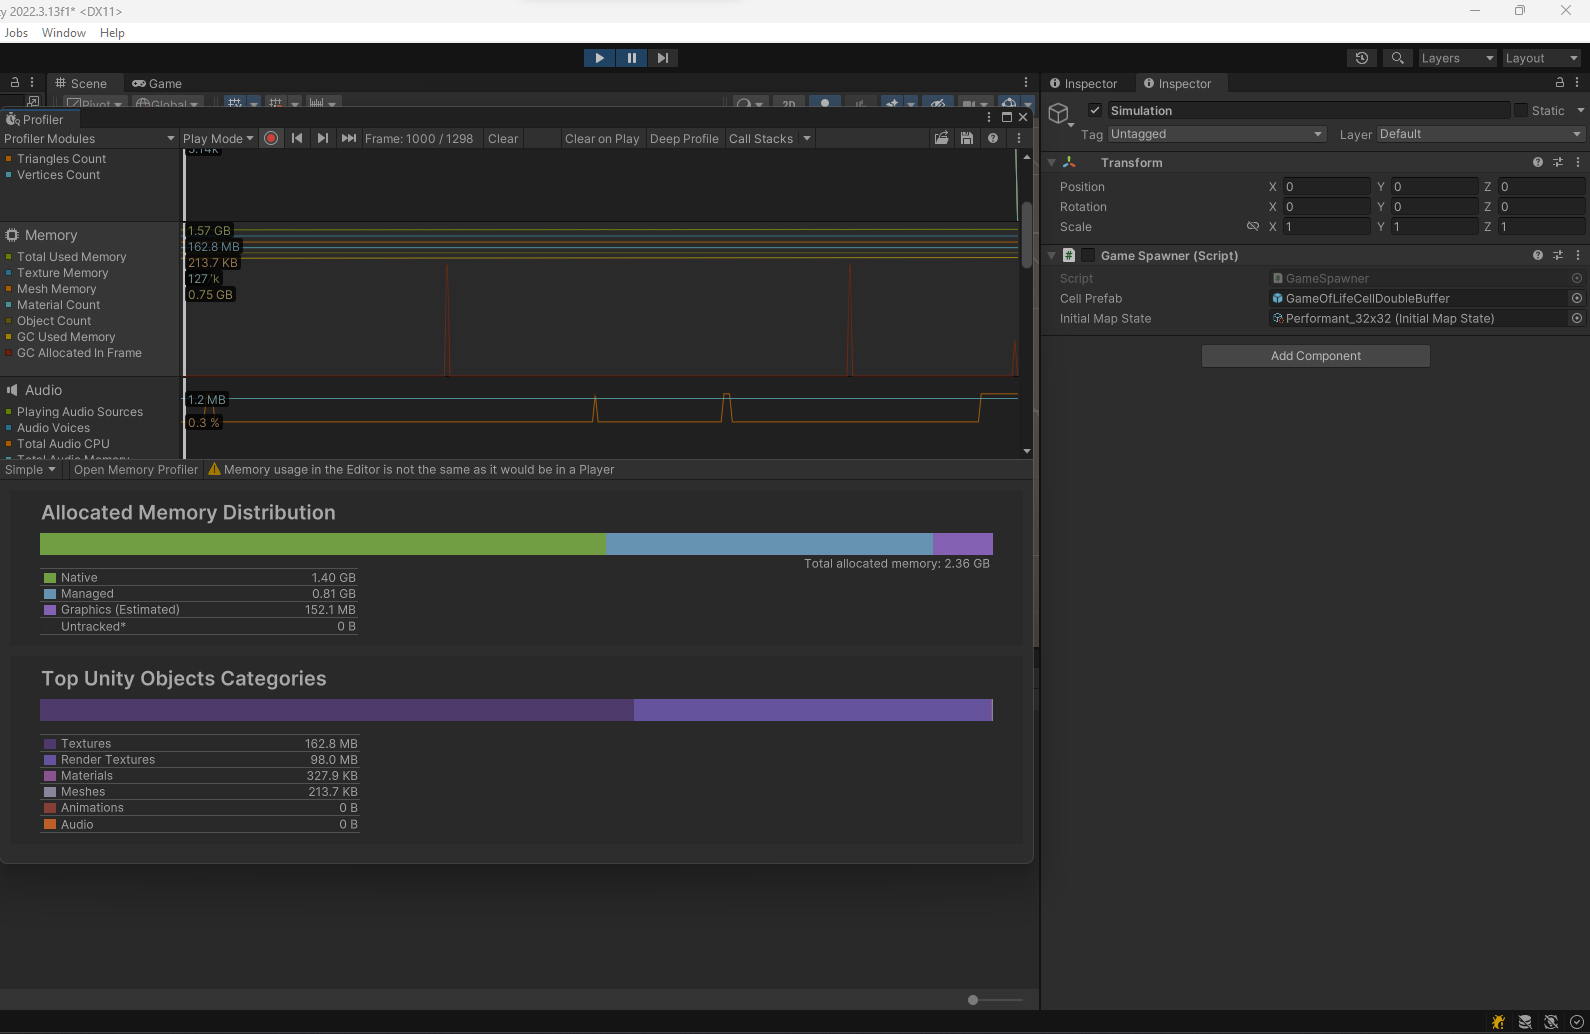 y 2022.3.13f1* <DX11>
Jobs Window Help
Layers Layout
Scene Game
Pivot Global 2D
Inspector Inspector
Profiler
Simulation Static
Tag Untagged Layer Default
Profiler Modules Play Mode Frame: 1000 / 1298 Clear Clear on Play Deep Profile Call Stacks
Triangles Count
Vertices Count
Transform
Position X 0 Y 0 Z 0
Rotation X 0 Y 0 Z 0
Scale X 1 Y 1 Z 1
Memory
Total Used Memory
Texture Memory
Mesh Memory
Material Count
Object Count
GC Used Memory
GC Allocated In Frame
1.57 GB
162.8 MB
213.7 KB
0.75 GB
Game Spawner (Script)
Script GameSpawner
Cell Prefab GameOfLifeCellDoubleBuffer
Initial Map State Performant_32x32 (Initial Map State)
Add Component
Audio
Playing Audio Sources
Audio Voices
Total Audio CPU
Total Audio Memory
1.2 MB
0.3 %
Simple Open Memory Profiler Memory usage in the Editor is not the same as it would be in a Player
Allocated Memory Distribution
Total allocated memory: 2.36 GB
Native 1.40 GB
Managed 0.81 GB
Graphics (Estimated) 152.1 MB
Untracked* 0 B
Top Unity Objects Categories
Textures 162.8 MB
Render Textures 98.0 MB
Materials 327.9 KB
Meshes 213.7 KB
Animations 0 B
Audio 0 B